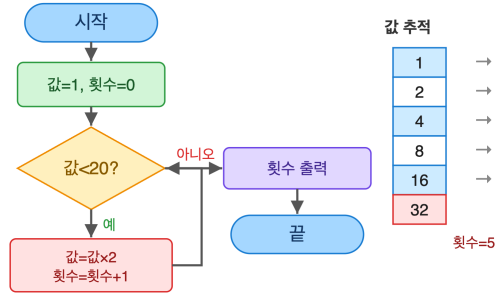 시작
값=1, 횟수=0
값<20?
아니오
예
값=값×2
횟수=횟수+1
횟수 출력
끝
값 추적
1 →
2 →
4 →
8 →
16 →
32
횟수=5